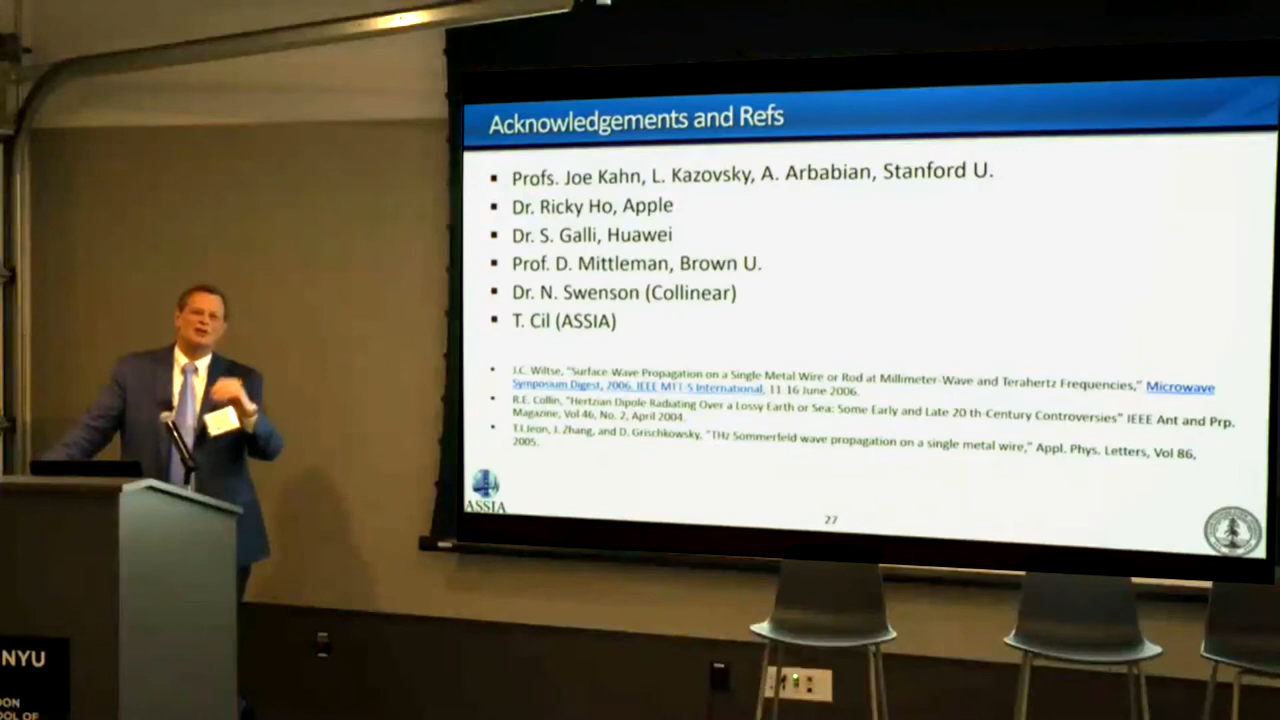 Acknowledgements and Refs
▪ Profs. Joe Kahn, L. Kazovsky, A. Arbabian, Stanford U.
▪ Dr. Ricky Ho, Apple
▪ Dr. S. Galli, Huawei
▪ Prof. D. Mittleman, Brown U.
▪ Dr. N. Swenson (Collinear)
▪ T. Cil (ASSIA)
• J.C. Wiltse, "Surface Wave Propagation on a Single Metal Wire or Rod at Millimeter-Wave and Terahertz Frequencies," Microwave
Symposium Digest, 2006. IEEE MTT-S International, 11-16 June 2006.
• R.E. Collin, "Hertzian Dipole Radiating Over a Lossy Earth or Sea: Some Early and Late 20 th-Century Controversies" IEEE Ant and Prp.
Magazine, Vol 46, No. 2, April 2004.
• T.I.Jeon, J. Zhang, and D. Grischkowsky, "THz Sommerfeld wave propagation on a single metal wire," Appl. Phys. Letters, Vol 86,
2005.
ASSIA
27
NYU
DON
OOL OF